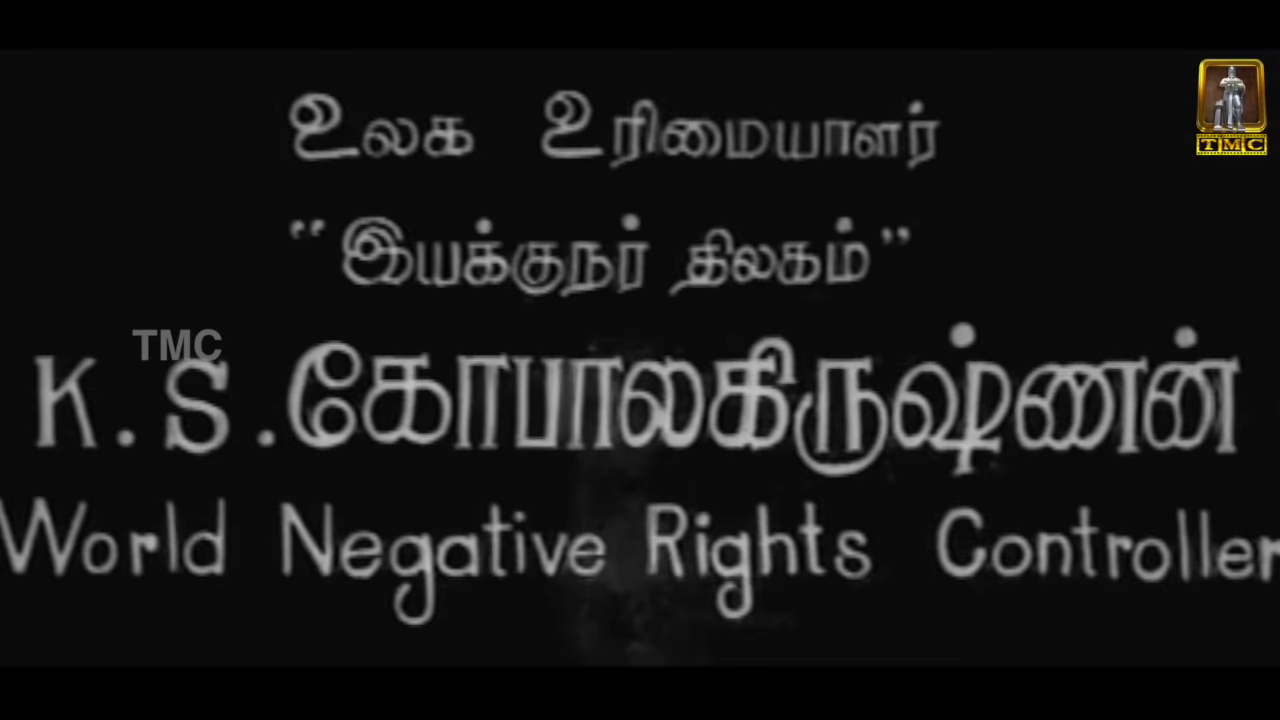 உலக உரிமையாளர்
"இயக்குநர் திலகம்"
TMC
K.S.கோபாலகிருஷ்ணன்
World Negative Rights Controller
TMC